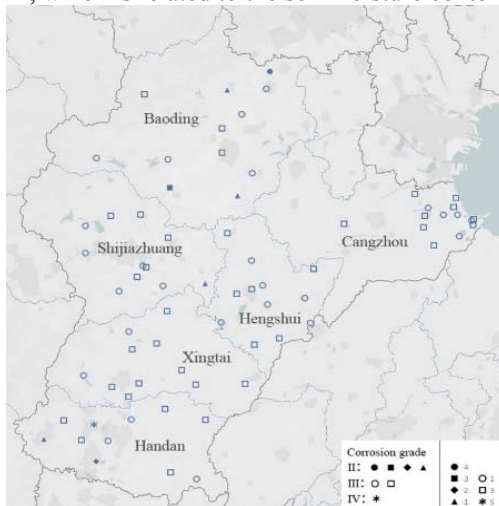 Baoding
Shijiazhuang
Cangzhou
Hengshui
Xingtai
Handan
Corrosion grade
II:
III:
IV:
-4
-3
-2
-1
1
3
5